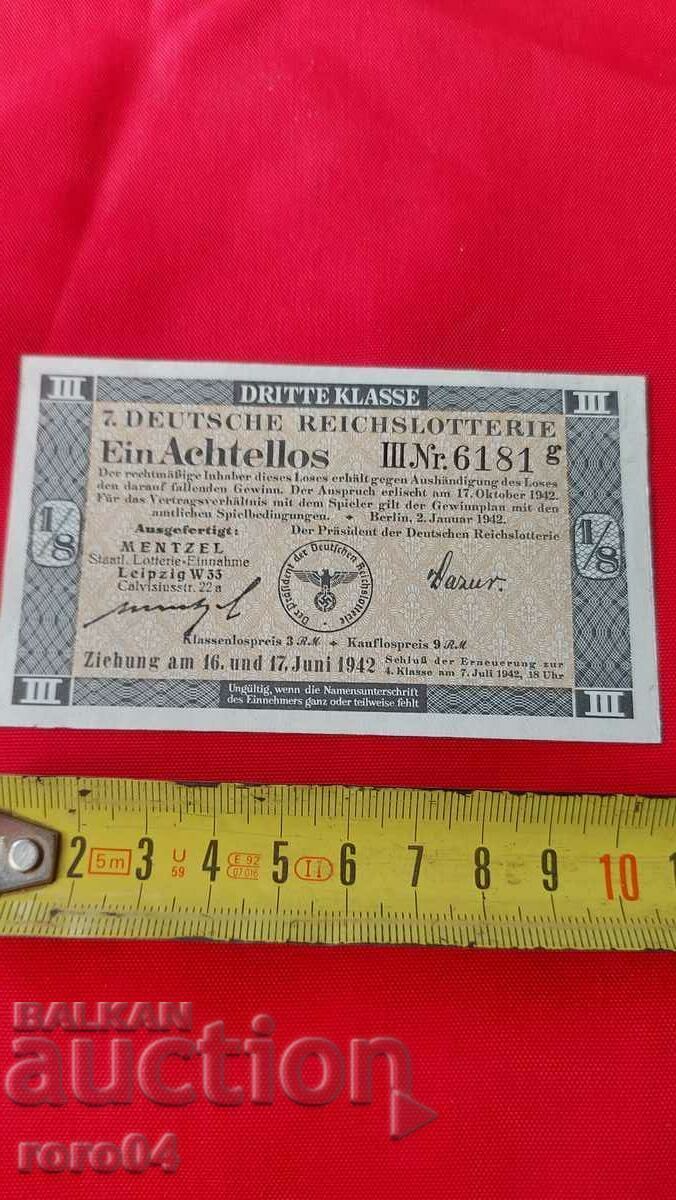 III DRITTE KLASSE III
7. DEUTSCHE REICHSLOTTERIE
Ein Achtellos III.Nr. 6181 g
Der rechtmäßige Inhaber dieses Loses erhält gegen Aushändigung des Loses
den darauf fallenden Gewinn. Der Anspruch erlischt am 17. Oktober 1942.
Für das Vertragsverhältnis mit dem Spieler gilt der Gewinnplan mit den
amtlichen Spielbedingungen. Berlin, 2. Januar 1942.
1/8
1/8
Ausgefertigt:
Der Präsident der Deutschen Reichslotterie
MENTZEL
Staatl. Lotterie-Einnahme
Leipzig W 33
Calvisiusstr. 22 a
Der Präsident der Deutschen Reichslotterie
Klassenlospreis 3 RM Kauflospreis 9 RM
Ziehung am 16. und 17. Juni 1942
Schluß der Erneuerung zur
4. Klasse am 7. Juli 1942, 18 Uhr
III
III
Ungültig, wenn die Namensunterschrift
des Einnehmers ganz oder teilweise fehlt
2 5m 3 U 59 4 E 92 07 016 5 II 6 7 8 9 10
BALKAN
auction
roro04